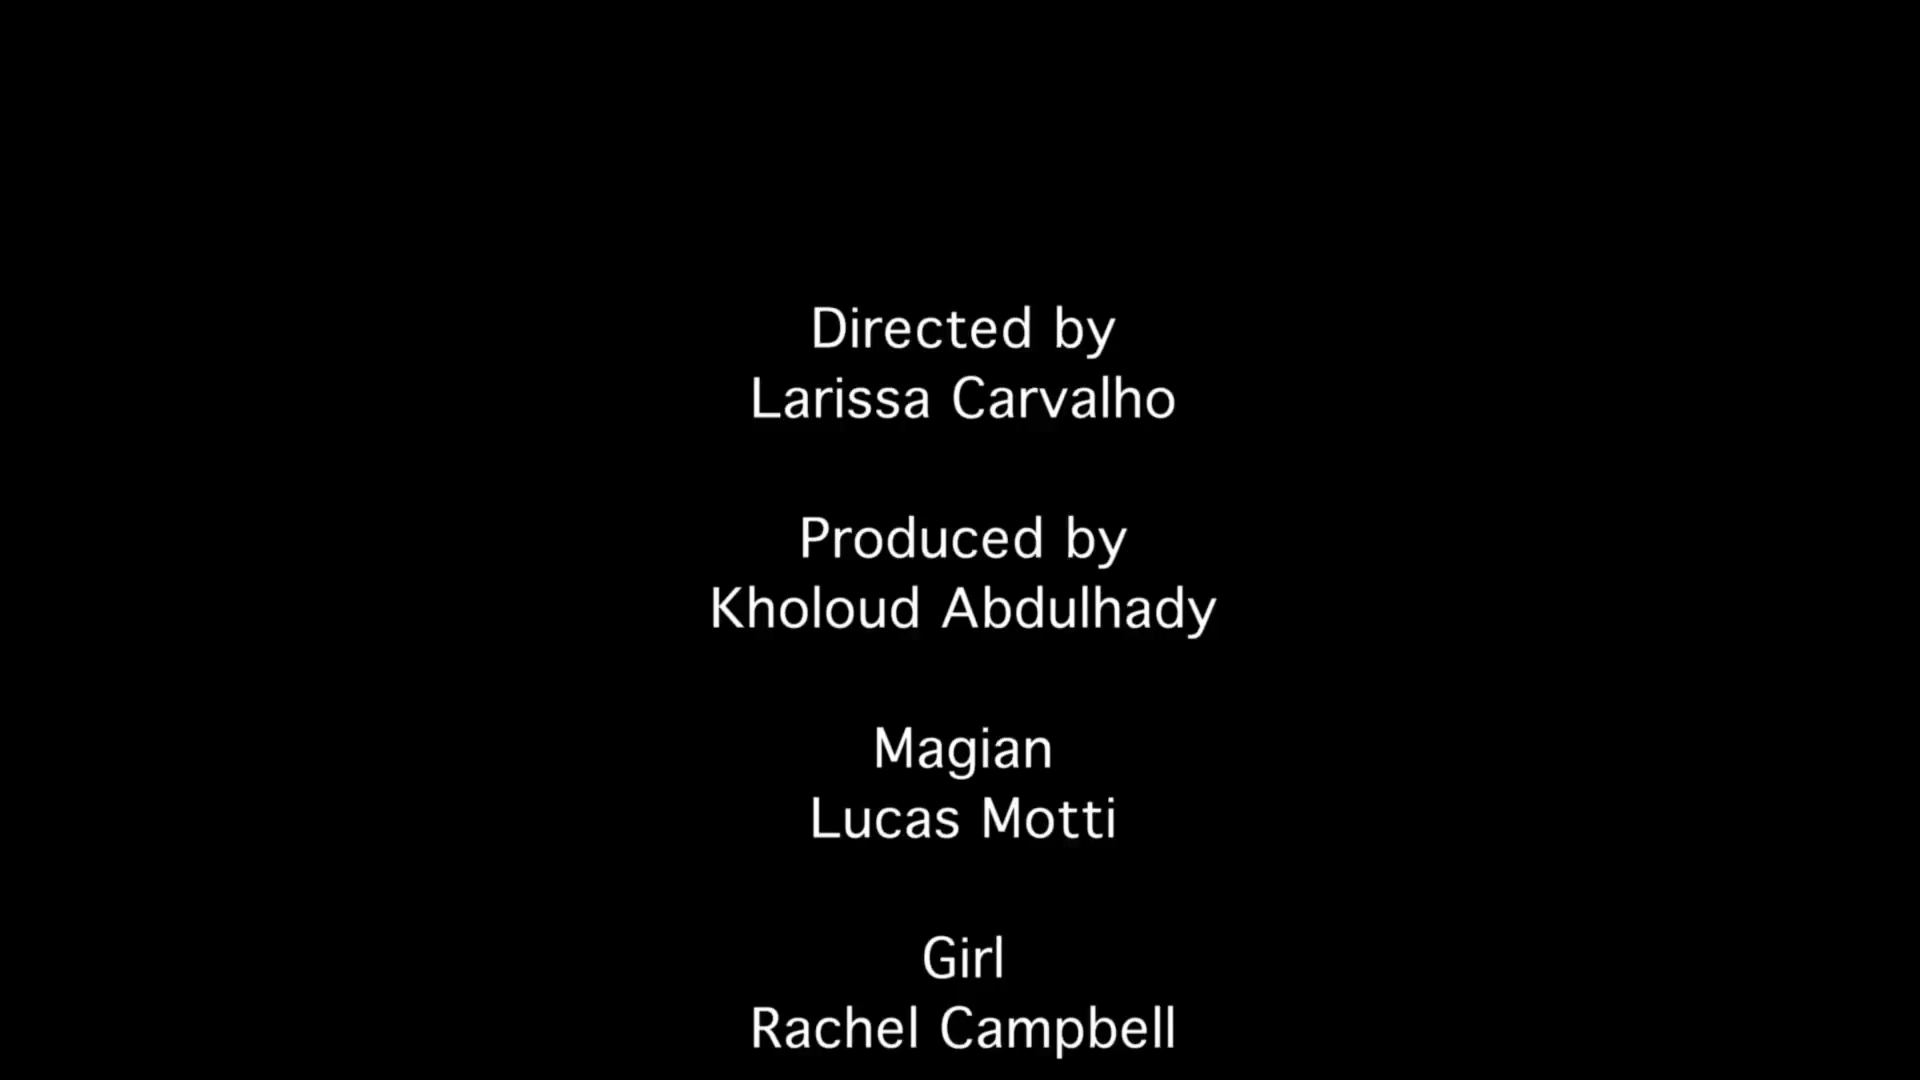 Directed by
Larissa Carvalho
Produced by
Kholoud Abdulhady
Magian
Lucas Motti
Girl
Rachel Campbell